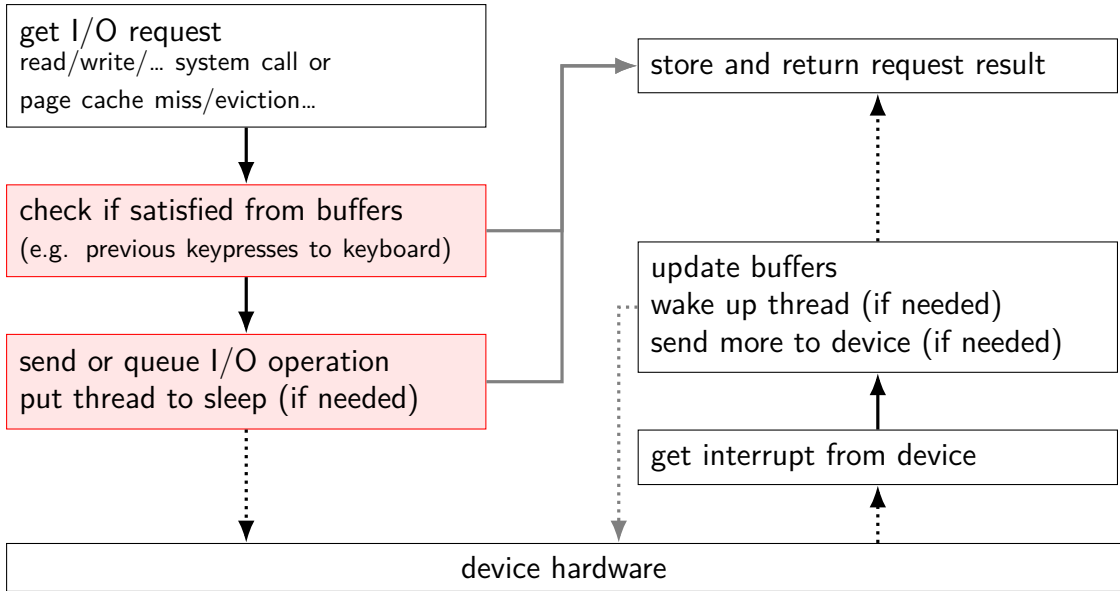 get I/O request
read/write/… system call or
page cache miss/eviction…
check if satisfied from buffers
(e.g. previous keypresses to keyboard)
send or queue I/O operation
put thread to sleep (if needed)
store and return request result
update buffers
wake up thread (if needed)
send more to device (if needed)
get interrupt from device
device hardware